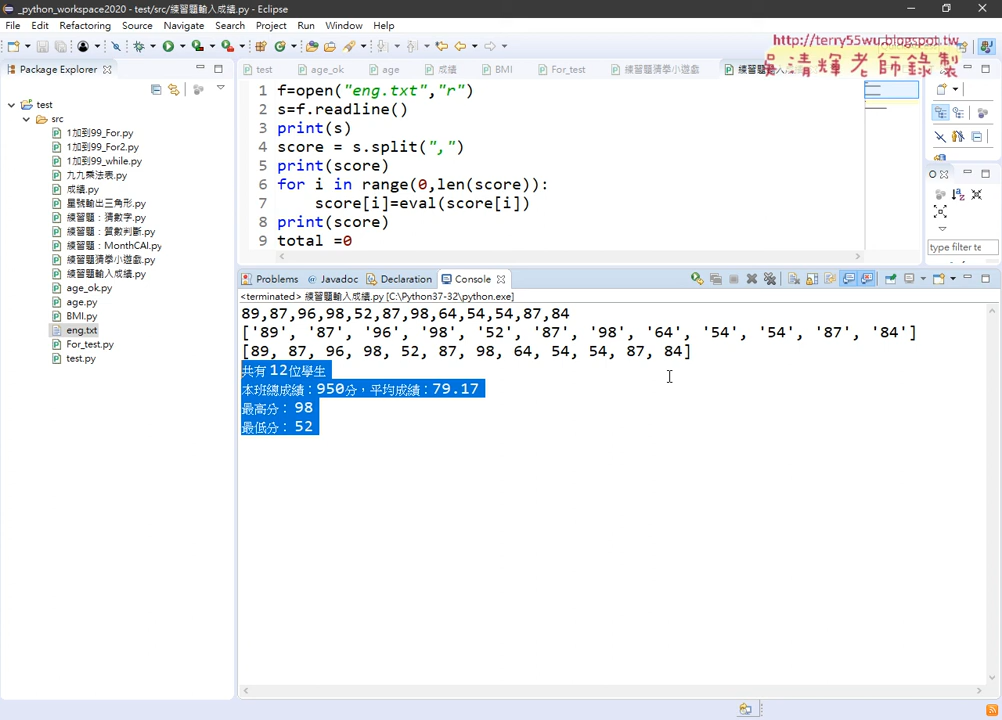 _python_workspace2020 - test/src/練習題輸入成績.py - Eclipse
File Edit Refactoring Source Navigate Search Project Run Window Help
http://terry55wu.blogspot.tw
吳清輝老師錄製
Package Explorer
test age_ok age 成績 BMI For_test 練習題猜學小遊戲
test
src
1加到99_For.py
1加到99_For2.py
1加到99_while.py
九九乘法表.py
成績.py
星號輸出三角形.py
練習題：猜數字.py
練習題：質數判斷.py
練習題：MonthCAl.py
練習題猜學小遊戲.py
練習題輸入成績.py
age_ok.py
age.py
BMI.py
eng.txt
For_test.py
test.py
1 f=open("eng.txt","r")
2 s=f.readline()
3 print(s)
4 score = s.split(",")
5 print(score)
6 for i in range(0,len(score)):
7 score[i]=eval(score[i])
8 print(score)
9 total =0
type filter te
Problems @ Javadoc Declaration Console
<terminated> 練習題輸入成績.py [C:\Python37-32\python.exe]
89,87,96,98,52,87,98,64,54,54,87,84
['89', '87', '96', '98', '52', '87', '98', '64', '54', '54', '87', '84']
[89, 87, 96, 98, 52, 87, 98, 64, 54, 54, 87, 84]
共有12位學生
本班總成績：950分，平均成績：79.17
最高分： 98
最低分： 52